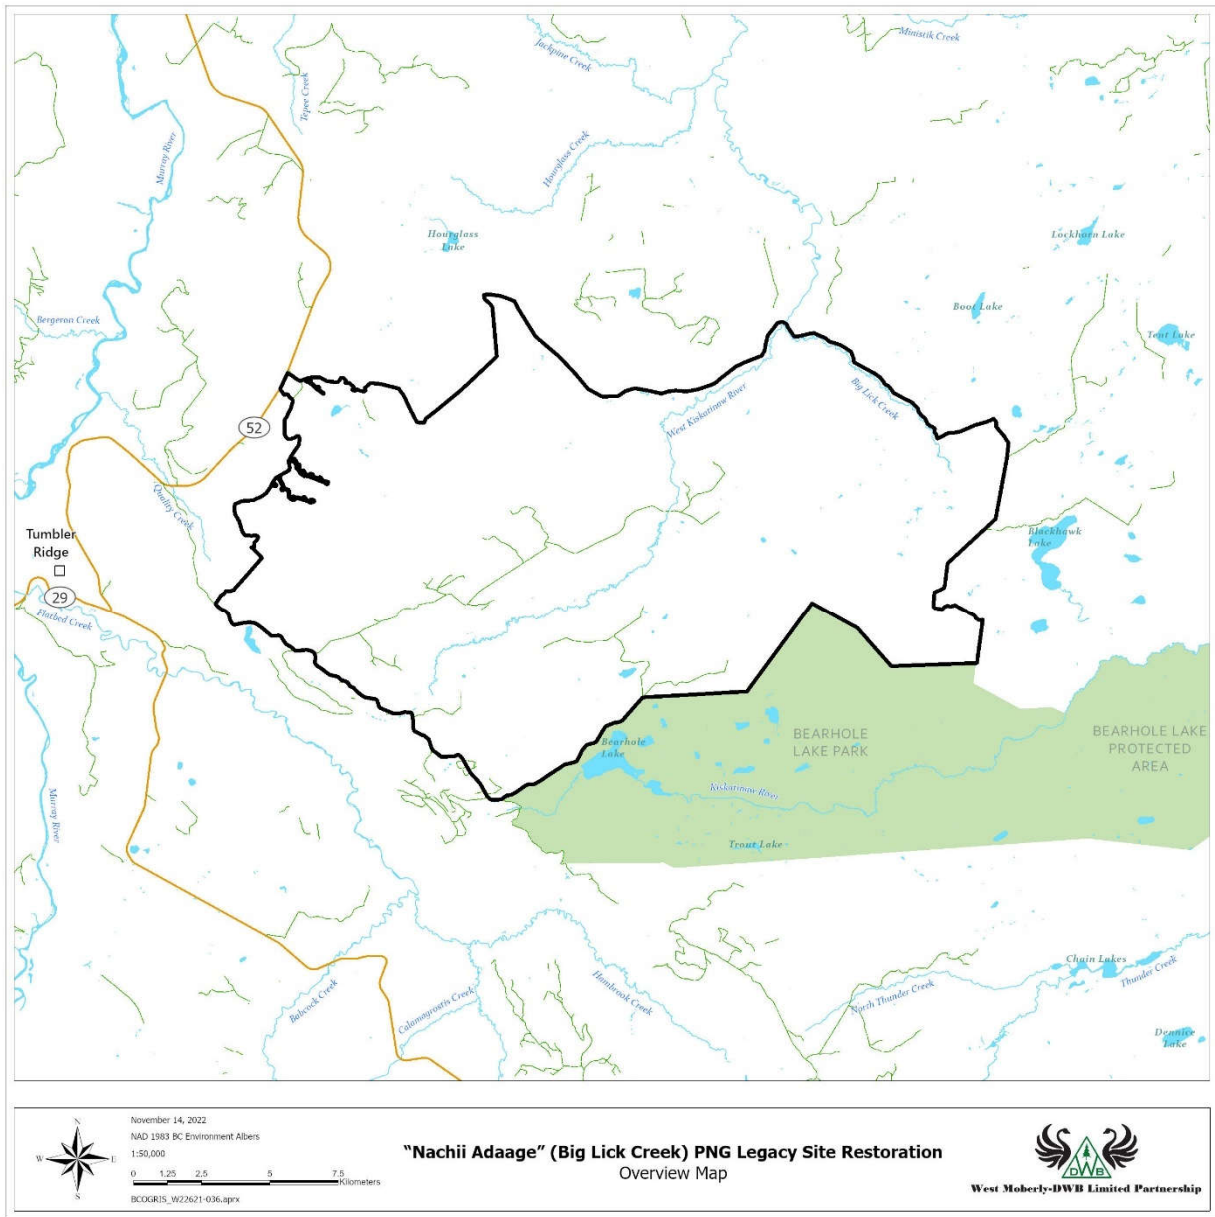 Ministik Creek
Jackpine Creek
Tepee Creek
Murray River
Hourglass Creek
Hourglass
Lake
Lockhorn Lake
Boot Lake
Bergeron Creek
Tent Lake
Big Lick Creek
West Kiskatinaw River
52
Quality Creek
Tumbler
Ridge
Blackhawk
Lake
29
Flatbed Creek
BEARHOLE
LAKE PARK
BEARHOLE LAKE
PROTECTED
AREA
Bearhole
Lake
Kiskatinaw River
Murray River
Trout Lake
Chain Lakes
Thunder Creek
North Thunder Creek
Hambrook Creek
Babcock Creek
Calamagrostis Creek
Dennice
Lake
N
W
E
S
November 14, 2022
NAD 1983 BC Environment Albers
1:50,000
0 1.25 2.5 5 7.5
Kilometers
BCOGRIS_W22621-036.aprx
"Nachii Adaage" (Big Lick Creek) PNG Legacy Site Restoration
Overview Map
DWB
West Moberly-DWB Limited Partnership